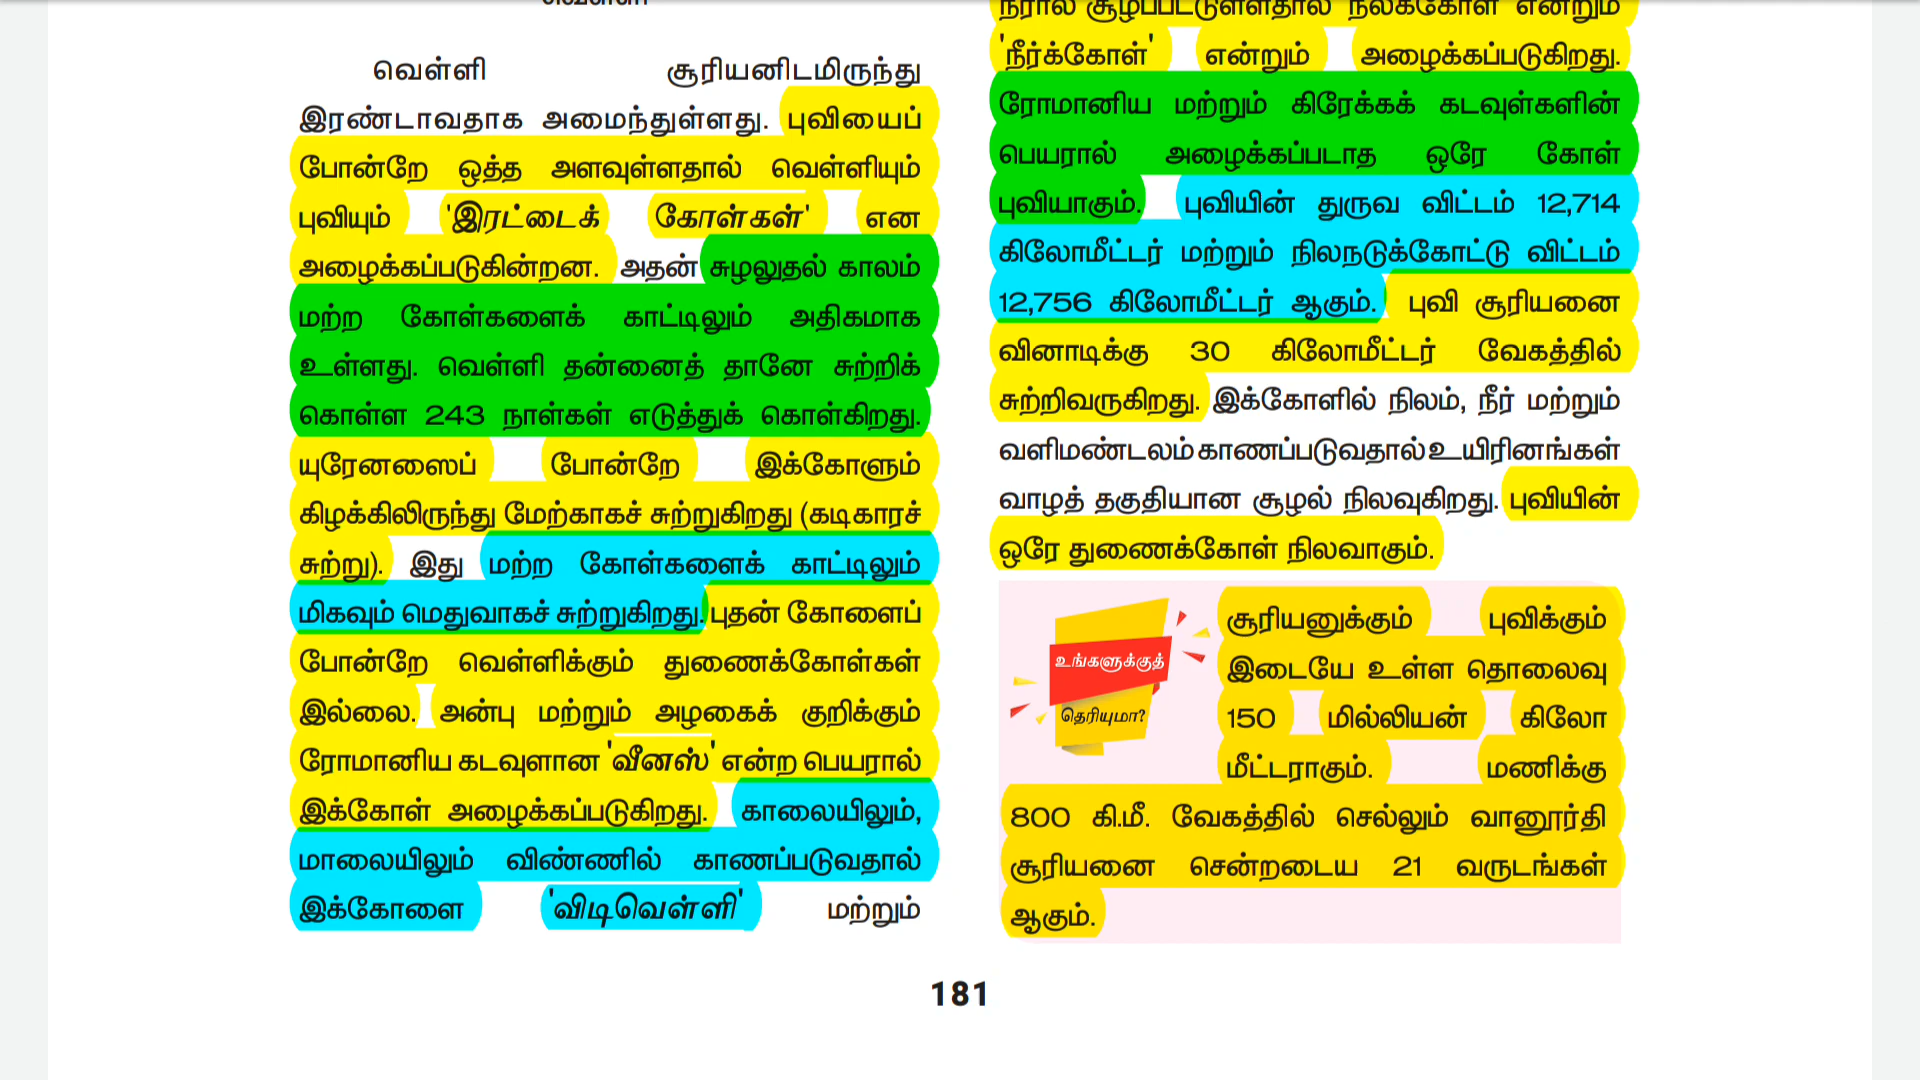 வெள்ளி சூரியனிடமிருந்து
இரண்டாவதாக அமைந்துள்ளது. புவியைப்
போன்றே ஒத்த அளவுள்ளதால் வெள்ளியும்
புவியும் 'இரட்டைக் கோள்கள்' என
அழைக்கப்படுகின்றன. அதன் சுழலுதல் காலம்
மற்ற கோள்களைக் காட்டிலும் அதிகமாக
உள்ளது. வெள்ளி தன்னைத் தானே சுற்றிக்
கொள்ள 243 நாள்கள் எடுத்துக் கொள்கிறது.
யுரேனஸைப் போன்றே இக்கோளும்
கிழக்கிலிருந்து மேற்காகச் சுற்றுகிறது (கடிகாரச்
சுற்று). இது மற்ற கோள்களைக் காட்டிலும்
மிகவும் மெதுவாகச் சுற்றுகிறது. புதன் கோளைப்
போன்றே வெள்ளிக்கும் துணைக்கோள்கள்
இல்லை. அன்பு மற்றும் அழகைக் குறிக்கும்
ரோமானிய கடவுளான 'வீனஸ்' என்ற பெயரால்
இக்கோள் அழைக்கப்படுகிறது. காலையிலும்,
மாலையிலும் விண்ணில் காணப்படுவதால்
இக்கோளை 'விடிவெள்ளி' மற்றும்
'நீர்க்கோள்' என்றும் அழைக்கப்படுகிறது.
ரோமானிய மற்றும் கிரேக்கக் கடவுள்களின்
பெயரால் அழைக்கப்படாத ஒரே கோள்
புவியாகும். புவியின் துருவ விட்டம் 12,714
கிலோமீட்டர் மற்றும் நிலநடுக்கோட்டு விட்டம்
12,756 கிலோமீட்டர் ஆகும். புவி சூரியனை
வினாடிக்கு 30 கிலோமீட்டர் வேகத்தில்
சுற்றிவருகிறது. இக்கோளில் நிலம், நீர் மற்றும்
வளிமண்டலம் காணப்படுவதால் உயிரினங்கள்
வாழத் தகுதியான சூழல் நிலவுகிறது. புவியின்
ஒரே துணைக்கோள் நிலவாகும்.
உங்களுக்குத்
தெரியுமா?
சூரியனுக்கும் புவிக்கும்
இடையே உள்ள தொலைவு
150 மில்லியன் கிலோ
மீட்டராகும். மணிக்கு
800 கி.மீ. வேகத்தில் செல்லும் வானூர்தி
சூரியனை சென்றடைய 21 வருடங்கள்
ஆகும்.
181